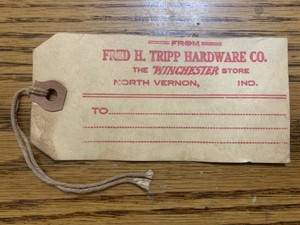 FROM
FRED H. TRIPP HARDWARE CO.
THE WINCHESTER STORE
NORTH VERNON, IND.
TO